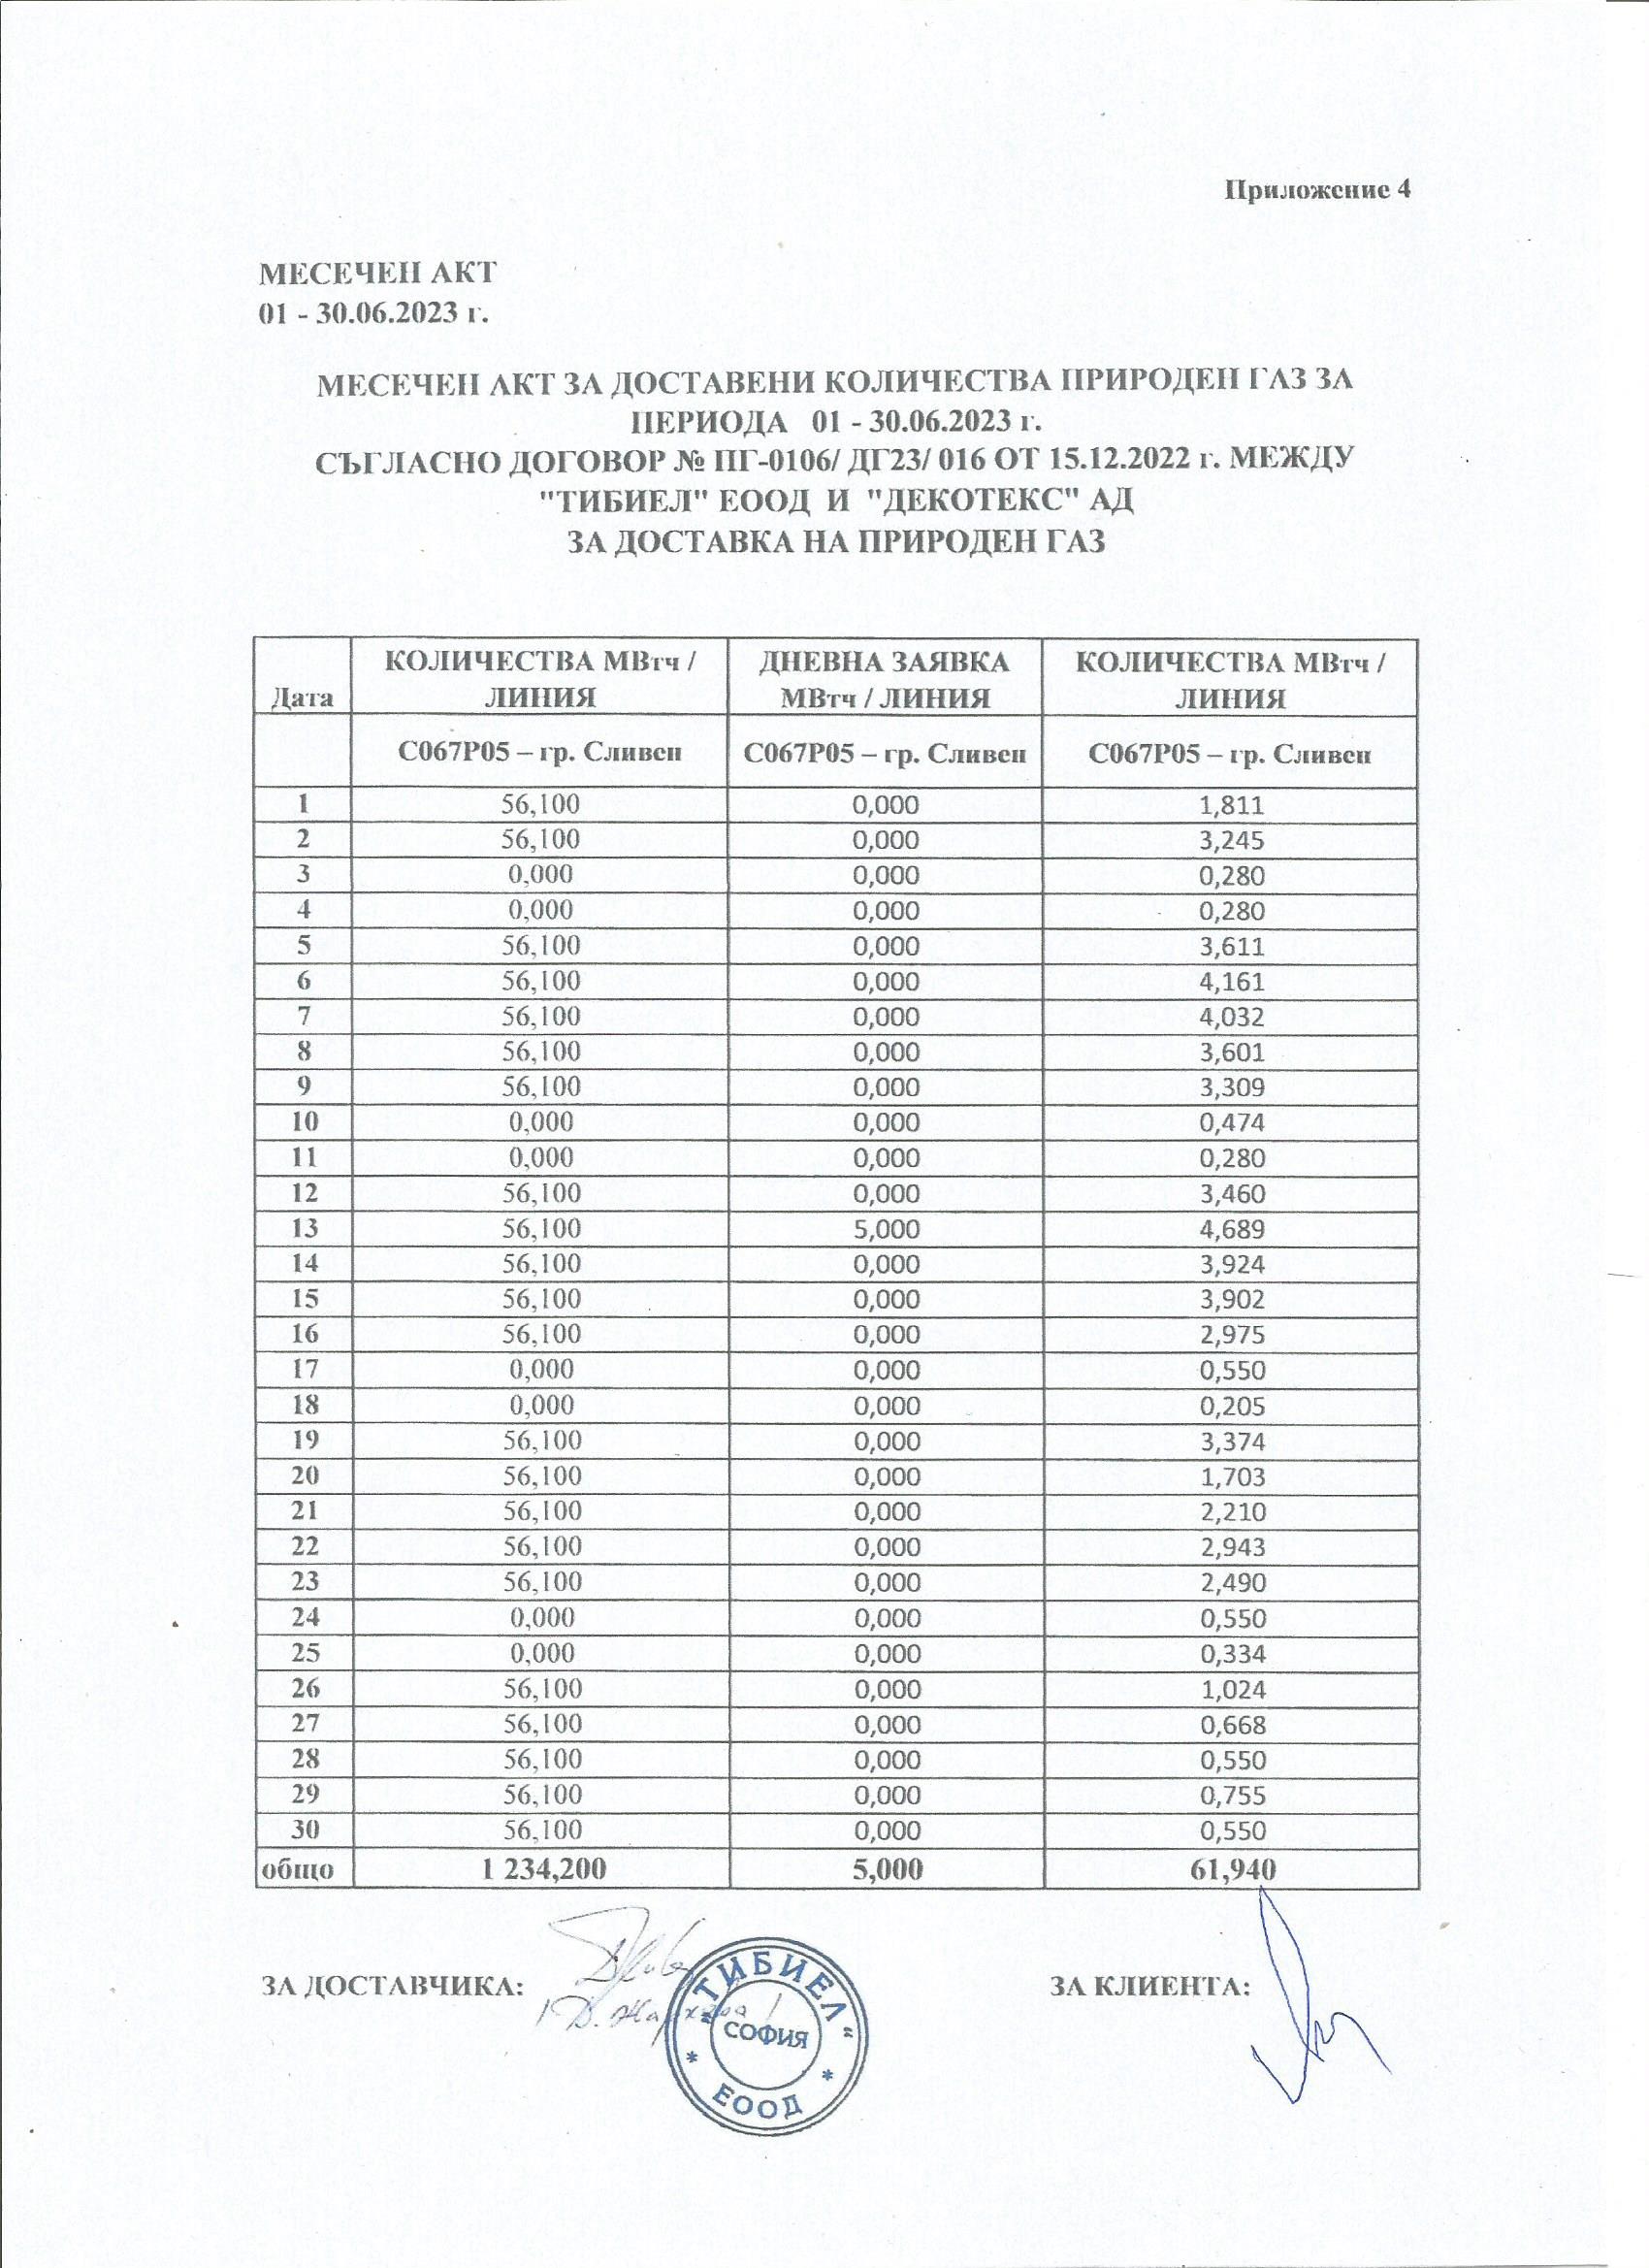 Приложение 4
МЕСЕЧЕН АКТ
01 - 30.06.2023 г.
МЕСЕЧЕН АКТ ЗА ДОСТАВЕНИ КОЛИЧЕСТВА ПРИРОДЕН ГАЗ ЗА
ПЕРИОДА 01 - 30.06.2023 г.
СЪГЛАСНО ДОГОВОР № ПГ-0106/ ДГ23/ 016 ОТ 15.12.2022 г. МЕЖДУ
"ТИБИЕЛ" ЕООД И "ДЕКОТЕКС" АД
ЗА ДОСТАВКА НА ПРИРОДЕН ГАЗ
Дата КОЛИЧЕСТВА МВтч / ЛИНИЯ ДНЕВНА ЗАЯВКА МВтч / ЛИНИЯ КОЛИЧЕСТВА МВтч / ЛИНИЯ
С067Р05 – гр. Сливен С067Р05 – гр. Сливен С067Р05 – гр. Сливен
1 56,100 0,000 1,811
2 56,100 0,000 3,245
3 0,000 0,000 0,280
4 0,000 0,000 0,280
5 56,100 0,000 3,611
6 56,100 0,000 4,161
7 56,100 0,000 4,032
8 56,100 0,000 3,601
9 56,100 0,000 3,309
10 0,000 0,000 0,474
11 0,000 0,000 0,280
12 56,100 0,000 3,460
13 56,100 5,000 4,689
14 56,100 0,000 3,924
15 56,100 0,000 3,902
16 56,100 0,000 2,975
17 0,000 0,000 0,550
18 0,000 0,000 0,205
19 56,100 0,000 3,374
20 56,100 0,000 1,703
21 56,100 0,000 2,210
22 56,100 0,000 2,943
23 56,100 0,000 2,490
24 0,000 0,000 0,550
25 0,000 0,000 0,334
26 56,100 0,000 1,024
27 56,100 0,000 0,668
28 56,100 0,000 0,550
29 56,100 0,000 0,755
30 56,100 0,000 0,550
общо 1 234,200 5,000 61,940
ЗА ДОСТАВЧИКА: ЗА КЛИЕНТА:
"ТИБИЕЛ"
СОФИЯ
* ЕООД *